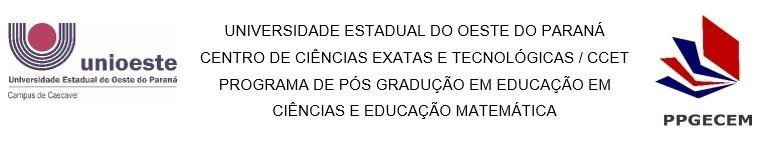 unioeste
Universidade Estadual do Oeste do Paraná
Campus de Cascavel
UNIVERSIDADE ESTADUAL DO OESTE DO PARANÁ
CENTRO DE CIÊNCIAS EXATAS E TECNOLÓGICAS / CCET
PROGRAMA DE PÓS GRADUÇÃO EM EDUCAÇÃO EM
CIÊNCIAS E EDUCAÇÃO MATEMÁTICA
PPGECEM